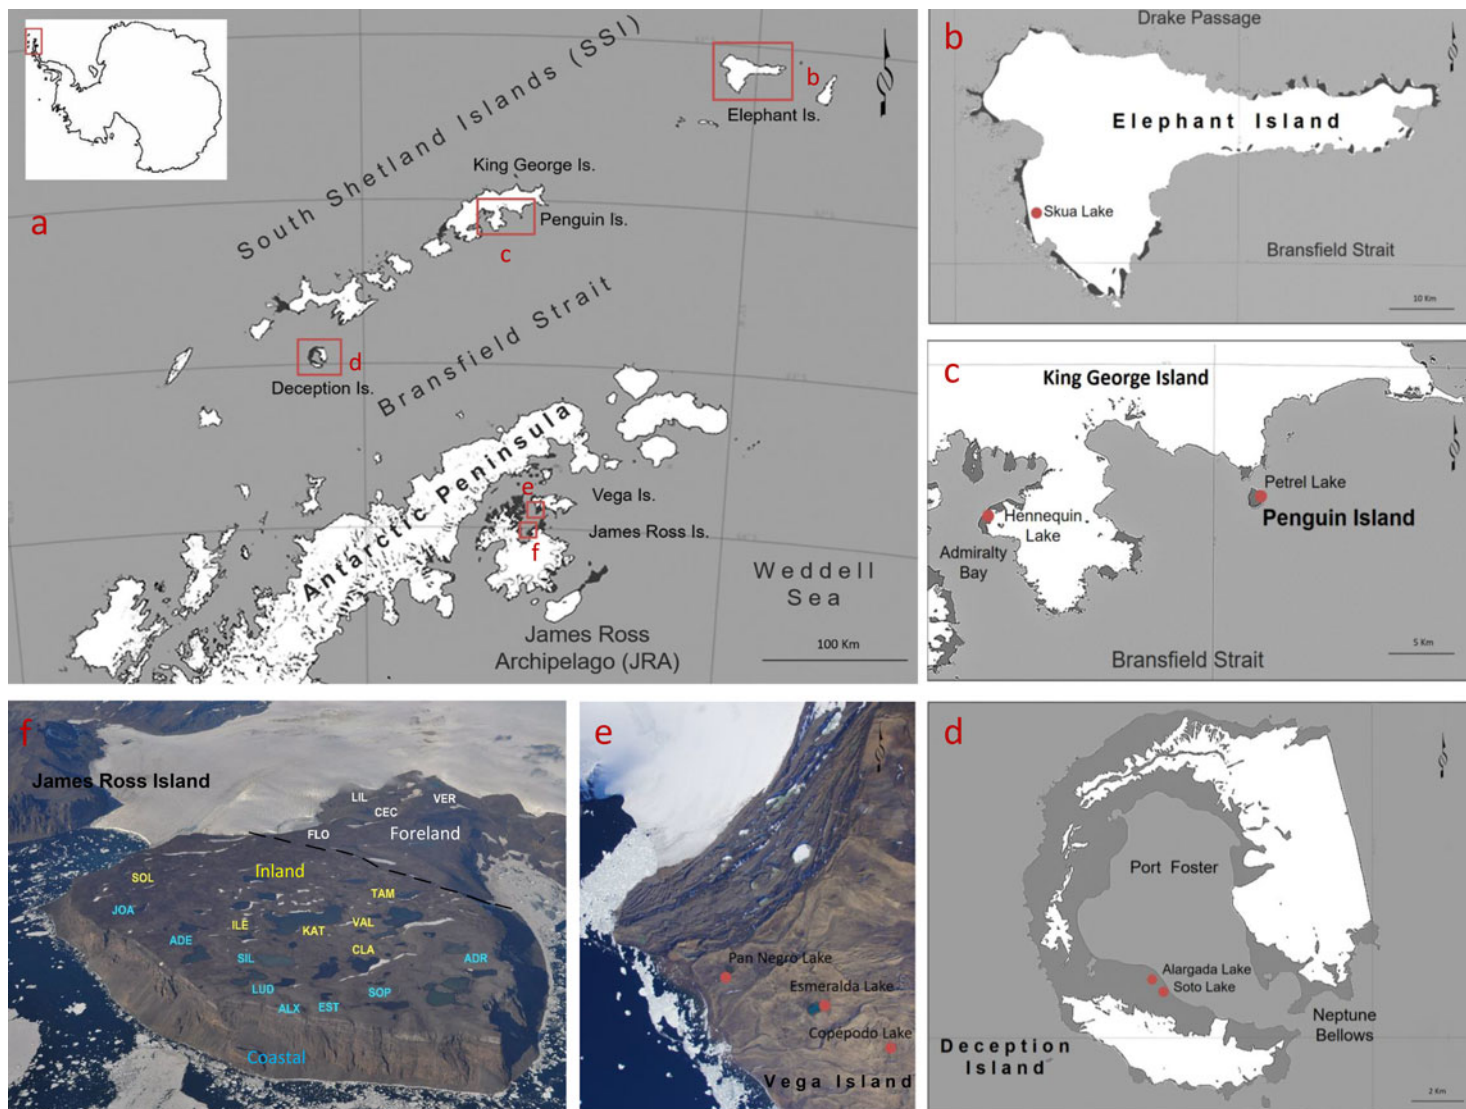 a
South Shetland Islands (SSI)
b
Elephant Is.
King George Is.
Penguin Is.
c
Bransfield Strait
d
Deception Is.
Antarctic Peninsula
e
Vega Is.
James Ross Is.
f
Weddell
Sea
James Ross
Archipelago (JRA)
100 Km
b
Drake Passage
Elephant Island
Skua Lake
Bransfield Strait
10 Km
c
King George Island
Petrel Lake
Penguin Island
Hennequin
Lake
Admiralty
Bay
Bransfield Strait
5 Km
f
James Ross Island
LIL
CEC
VER
FLO
Foreland
Inland
SOL
TAM
JOA
ILE
VAL
KAT
ADE
CLA
SIL
ADR
LUD
SOP
ALX
EST
Coastal
e
Pan Negro Lake
Esmeralda Lake
Copepodo Lake
Vega Island
d
Port Foster
Alargada Lake
Soto Lake
Neptune
Bellows
Deception
Island
2 Km